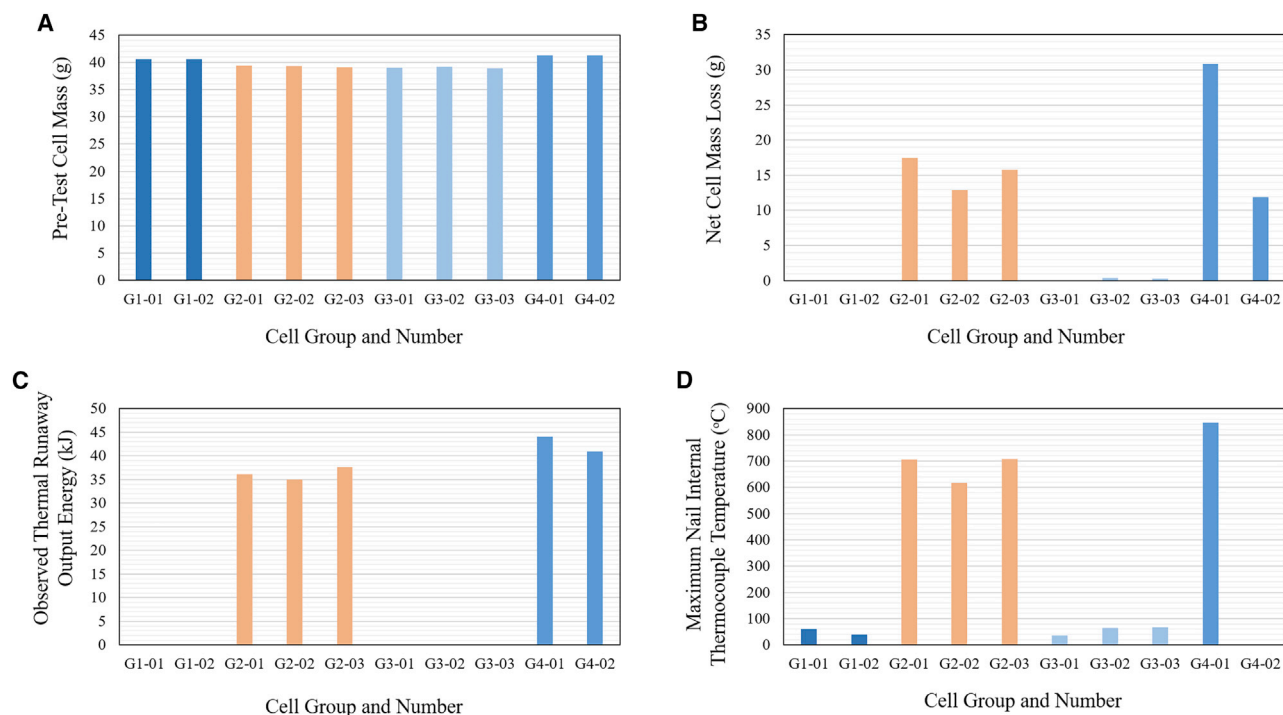 A
Pre-Test Cell Mass (g)
45
40
35
30
25
20
15
10
5
0
G1-01 G1-02 G2-01 G2-02 G2-03 G3-01 G3-02 G3-03 G4-01 G4-02
Cell Group and Number
B
Net Cell Mass Loss (g)
35
30
25
20
15
10
5
0
G1-01 G1-02 G2-01 G2-02 G2-03 G3-01 G3-02 G3-03 G4-01 G4-02
Cell Group and Number
C
Observed Thermal Runaway
Output Energy (kJ)
50
45
40
35
30
25
20
15
10
5
0
G1-01 G1-02 G2-01 G2-02 G2-03 G3-01 G3-02 G3-03 G4-01 G4-02
Cell Group and Number
D
Maximum Nail Internal
Thermocouple Temperature (°C)
900
800
700
600
500
400
300
200
100
0
G1-01 G1-02 G2-01 G2-02 G2-03 G3-01 G3-02 G3-03 G4-01 G4-02
Cell Group and Number